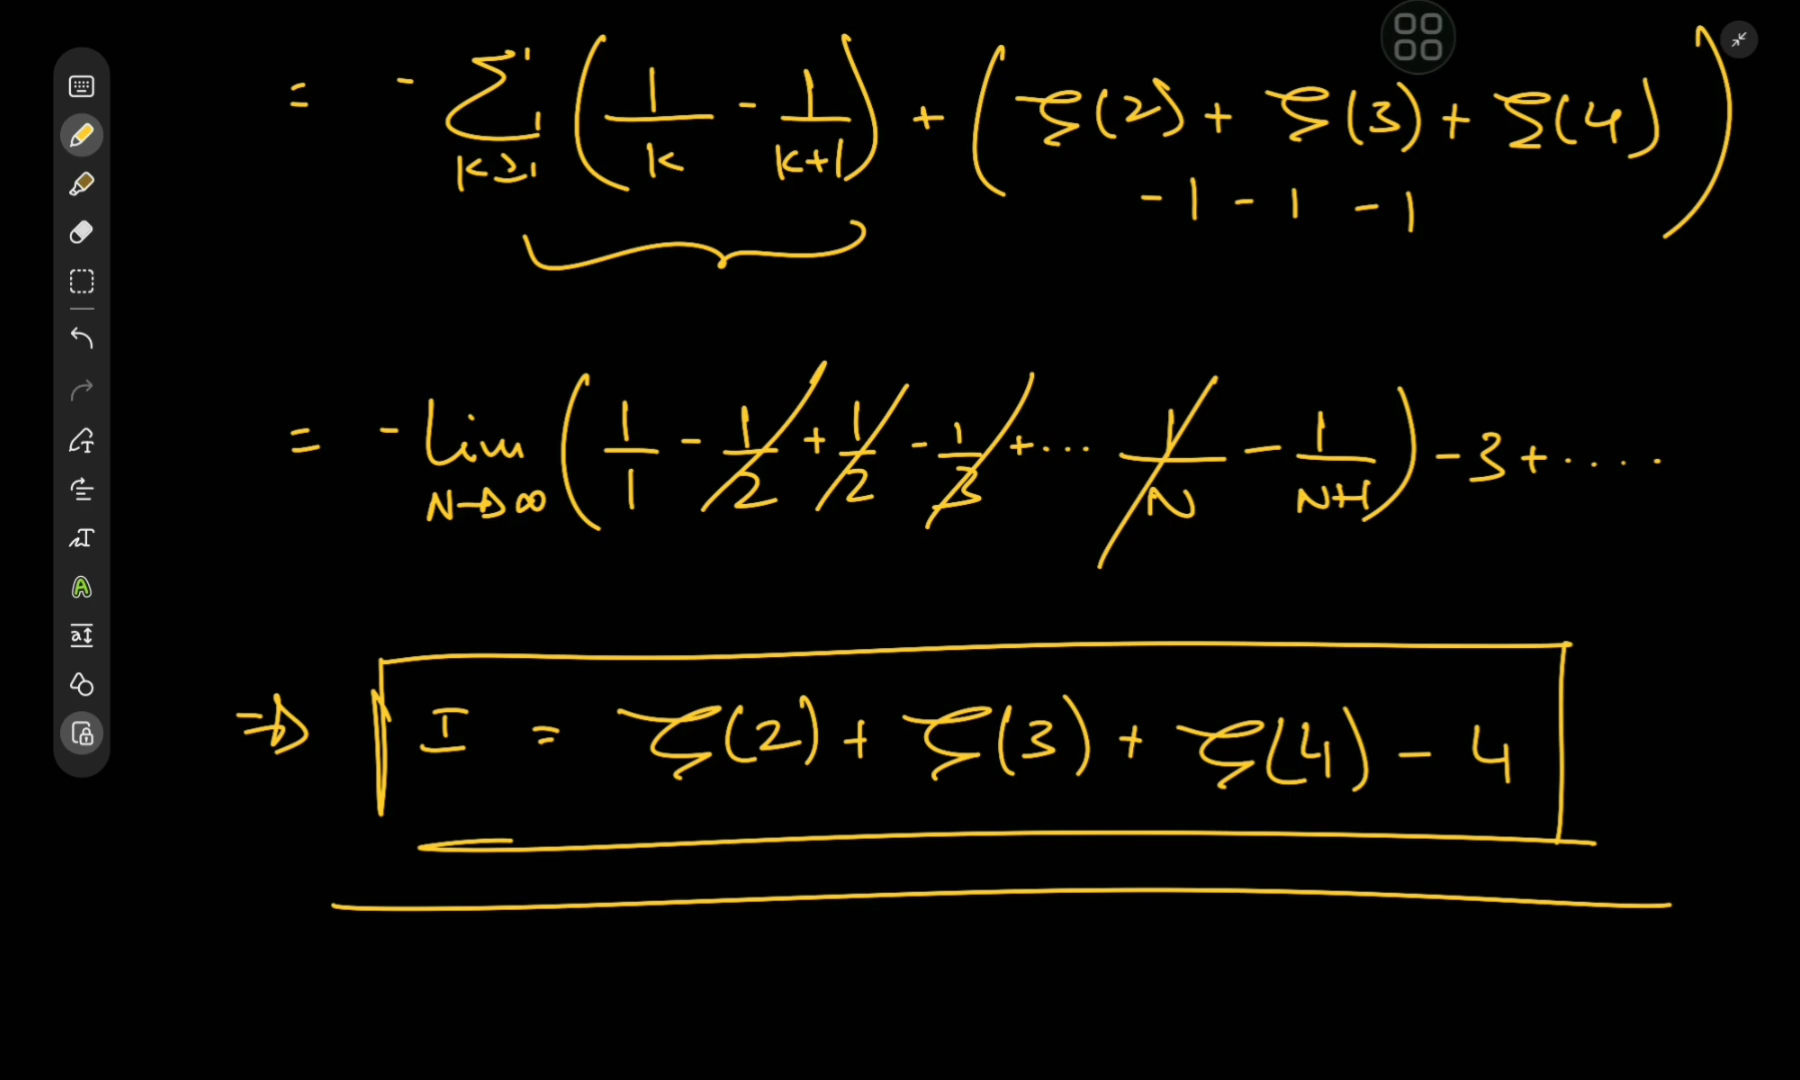 = - Σ k≥1 (1/k - 1/(k+1)) + (ζ(2) + ζ(3) + ζ(4)
-1 -1 -1)
= - Lim N→∞ (1/1 - 1/2 + 1/2 - 1/3 + ... 1/N - 1/(N+1)) - 3 + ....
⇒ I = ζ(2) + ζ(3) + ζ(4) - 4